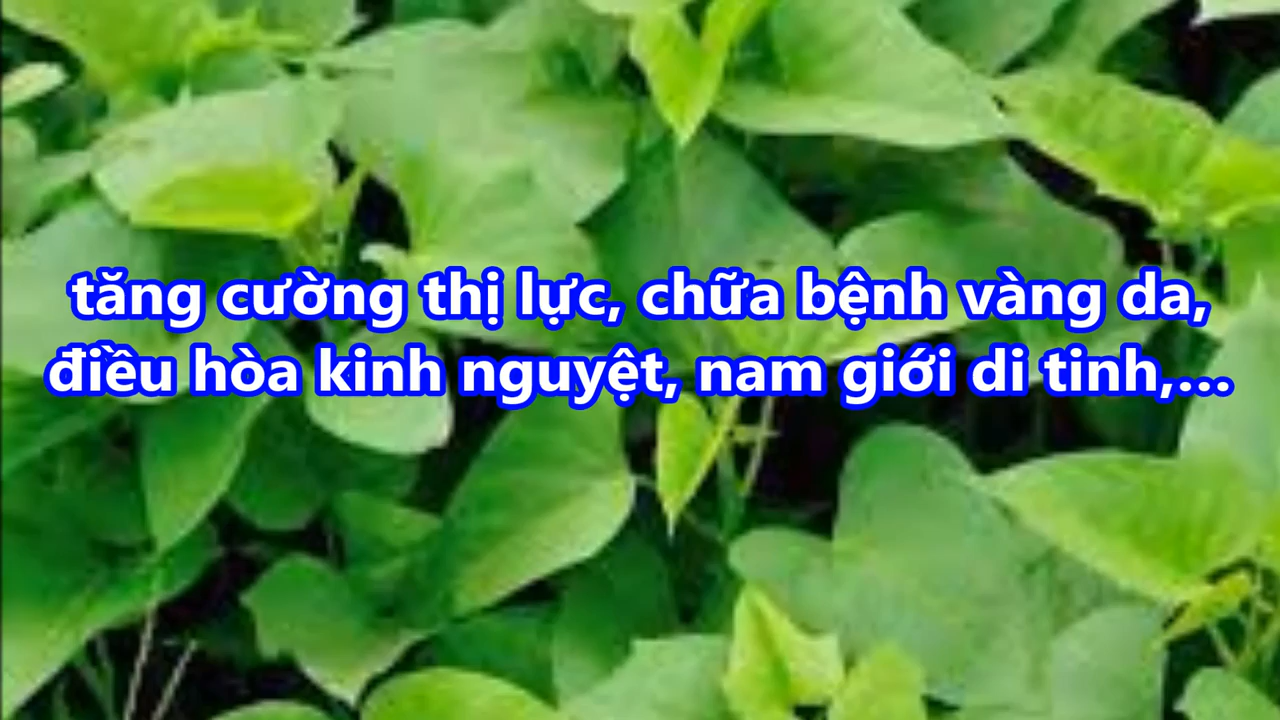 tăng cường thị lực, chữa bệnh vàng da,
điều hòa kinh nguyệt, nam giới di tinh,...